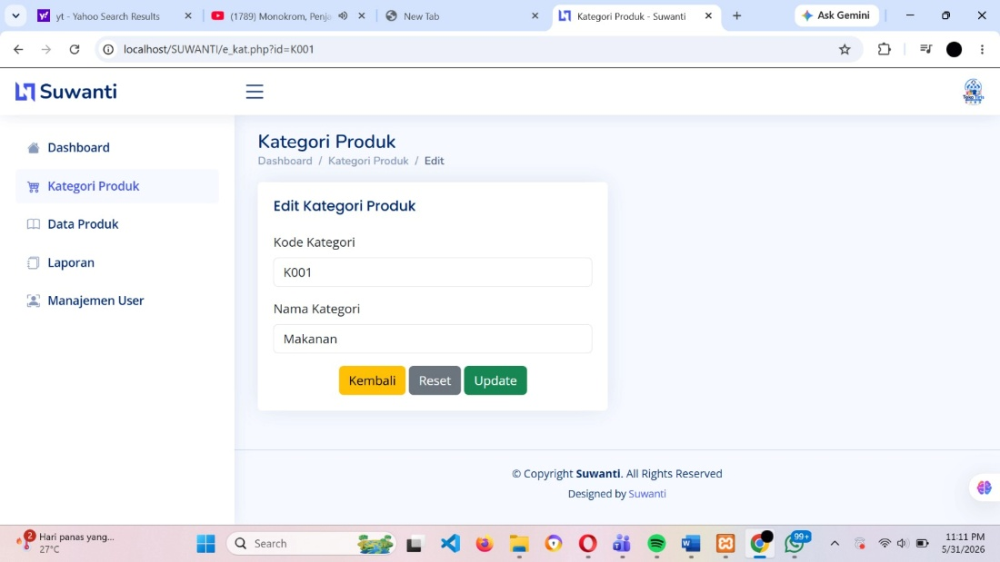 yt - Yahoo Search Results
(1789) Monokrom, Penja
New Tab
Kategori Produk - Suwanti
Ask Gemini
localhost/SUWANTI/e_kat.php?id=K001
Suwanti
Dashboard
Kategori Produk
Data Produk
Laporan
Manajemen User
Kategori Produk
Dashboard / Kategori Produk / Edit
Edit Kategori Produk
Kode Kategori
K001
Nama Kategori
Makanan
Kembali
Reset
Update
© Copyright Suwanti. All Rights Reserved
Designed by Suwanti
2
Hari panas yang...
27°C
Search
99+
11:11 PM
5/31/2026